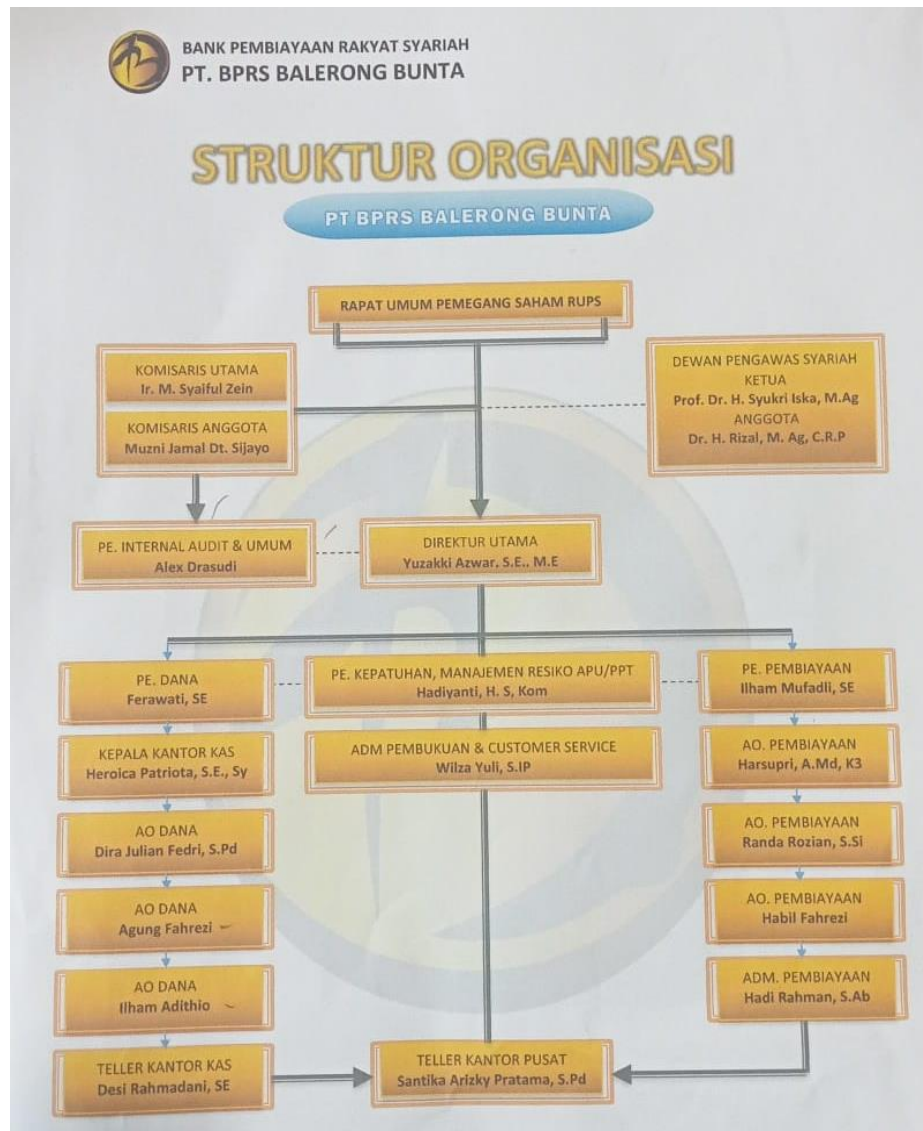 BANK PEMBIAYAAN RAKYAT SYARIAH
PT. BPRS BALERONG BUNTA
STRUKTUR ORGANISASI
PT BPRS BALERONG BUNTA
RAPAT UMUM PEMEGANG SAHAM RUPS
KOMISARIS UTAMA
Ir. M. Syaiful Zein
KOMISARIS ANGGOTA
Muzni Jamal Dt. Sijayo
DEWAN PENGAWAS SYARIAH
KETUA
Prof. Dr. H. Syukri Iska, M.Ag
ANGGOTA
Dr. H. Rizal, M. Ag, C.R.P
PE. INTERNAL AUDIT & UMUM
Alex Drasudi
DIREKTUR UTAMA
Yuzakki Azwar, S.E., M.E
PE. DANA
Ferawati, SE
PE. KEPATUHAN, MANAJEMEN RESIKO APU/PPT
Hadiyanti, H. S, Kom
PE. PEMBIAYAAN
Ilham Mufadli, SE
KEPALA KANTOR KAS
Heroica Patriota, S.E., Sy
ADM PEMBUKUAN & CUSTOMER SERVICE
Wilza Yuli, S.IP
AO. PEMBIAYAAN
Harsupri, A.Md, K3
AO DANA
Dira Julian Fedri, S.Pd
AO. PEMBIAYAAN
Randa Rozian, S.Si
AO DANA
Agung Fahrezi
AO. PEMBIAYAAN
Habil Fahrezi
AO DANA
Ilham Adithio
ADM. PEMBIAYAAN
Hadi Rahman, S.Ab
TELLER KANTOR KAS
Desi Rahmadani, SE
TELLER KANTOR PUSAT
Santika Arizky Pratama, S.Pd